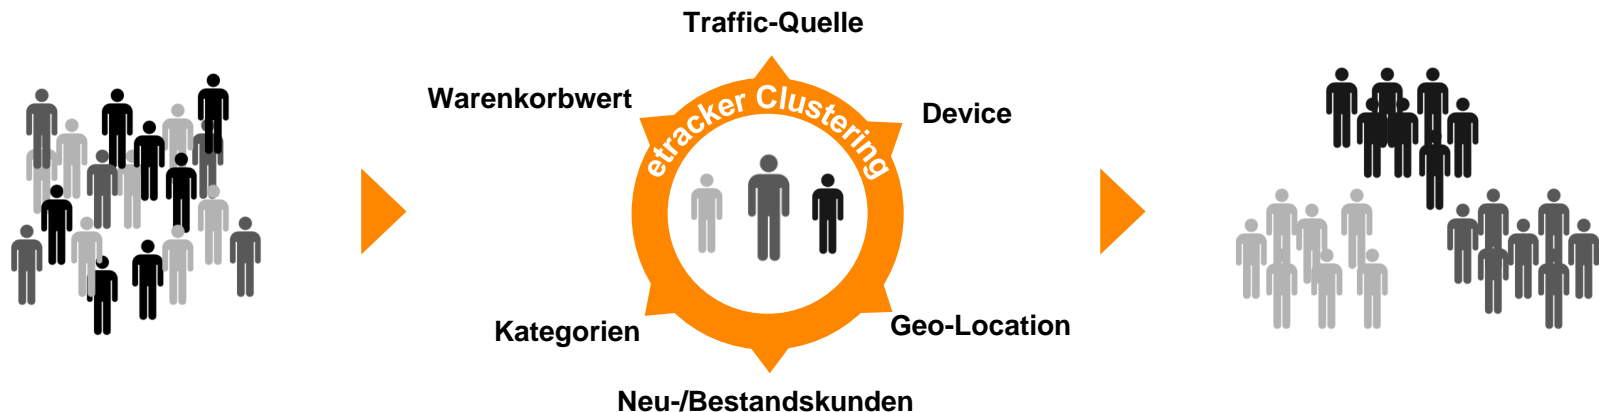 Traffic-Quelle
Warenkorbwert
etracker Clustering
Device
Kategorien
Geo-Location
Neu-/Bestandskunden